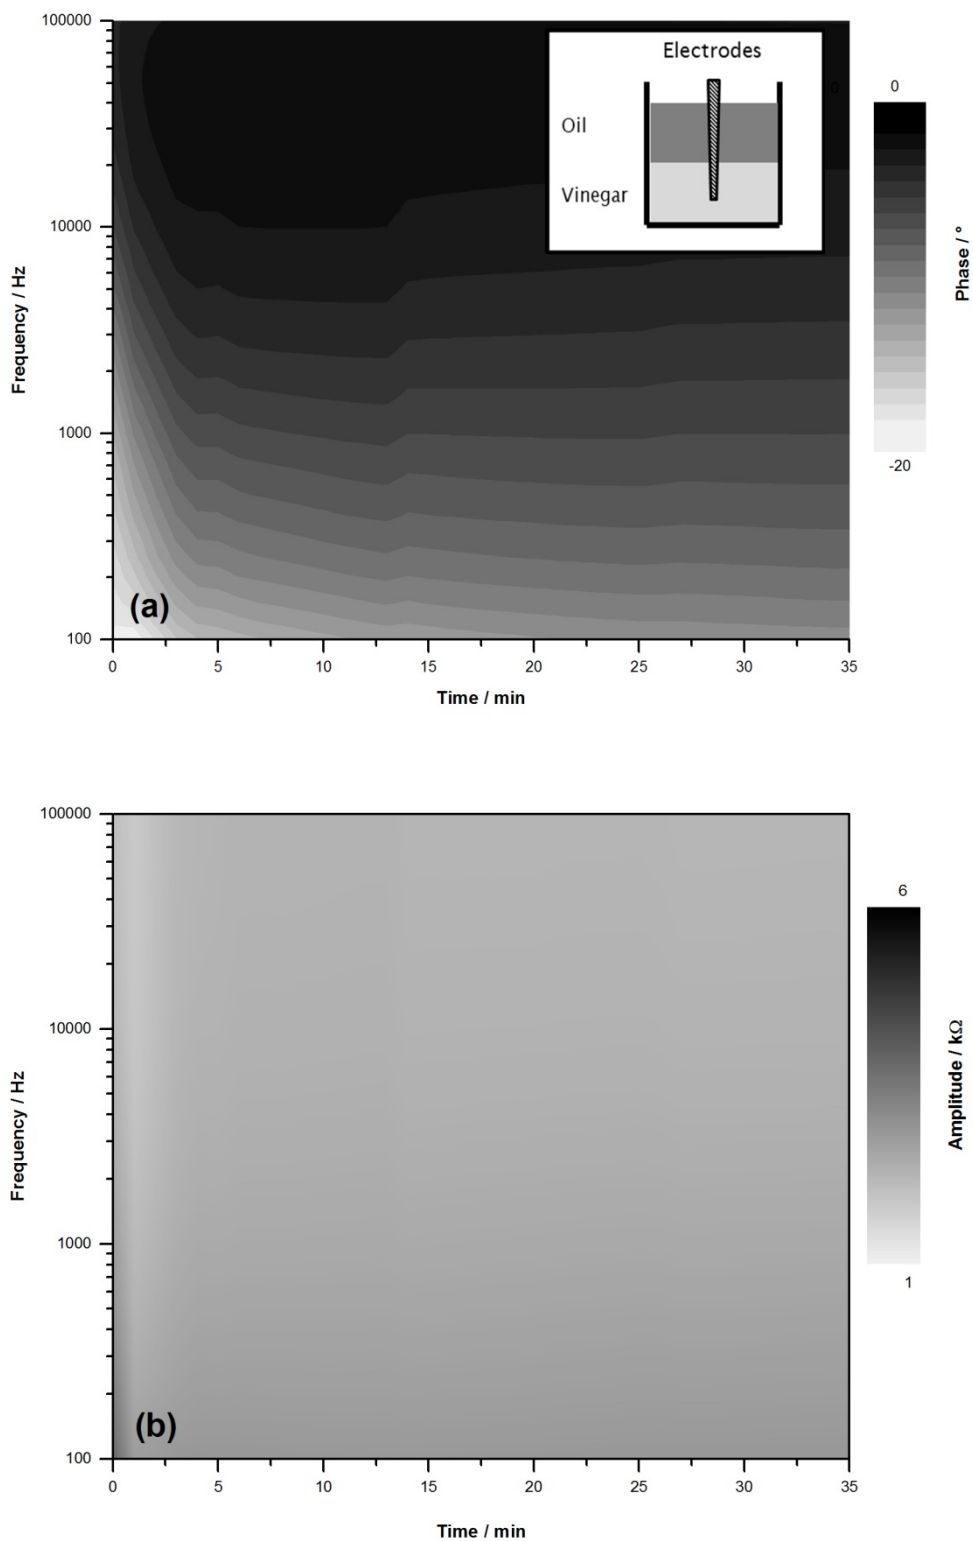 100000
10000
1000
100
Frequency / Hz
0
5
10
15
20
25
30
35
Time / min
(a)
Electrodes
Oil
Vinegar
0
0
-20
Phase / °
100000
10000
1000
100
Frequency / Hz
0
5
10
15
20
25
30
35
Time / min
(b)
6
1
Amplitude / kΩ